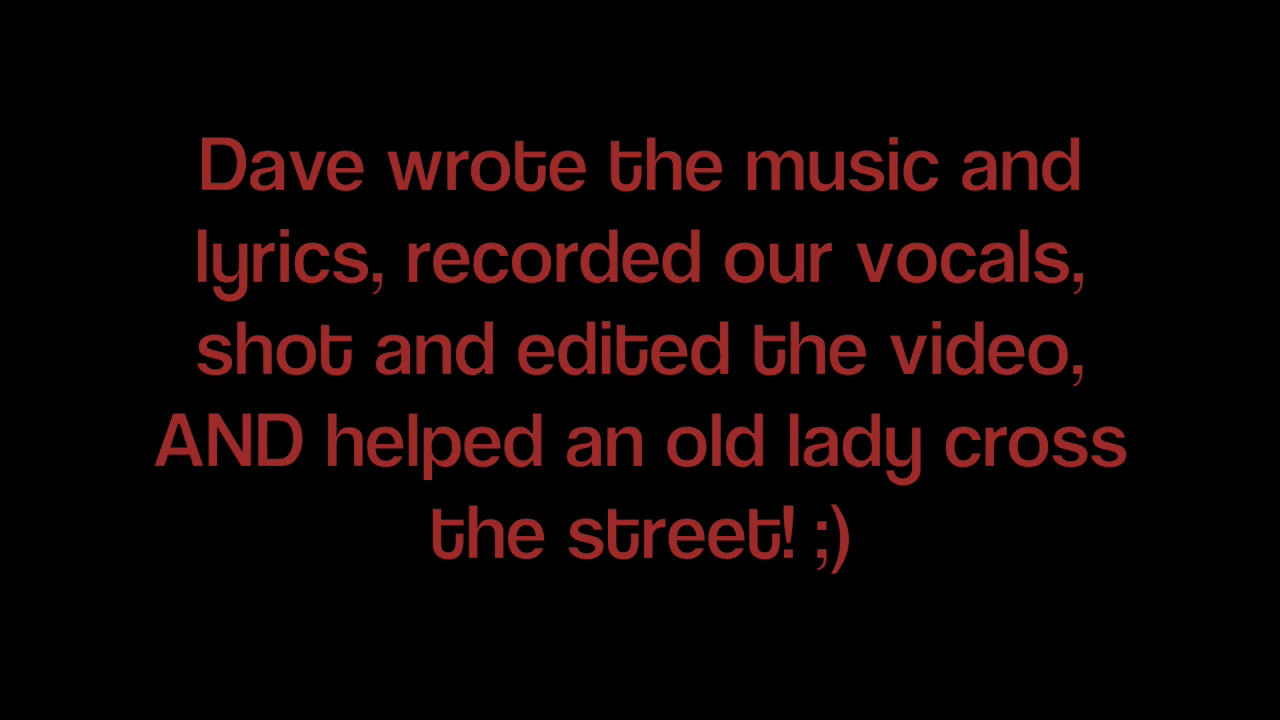 Dave wrote the music and
lyrics, recorded our vocals,
shot and edited the video,
AND helped an old lady cross
the street! ;)